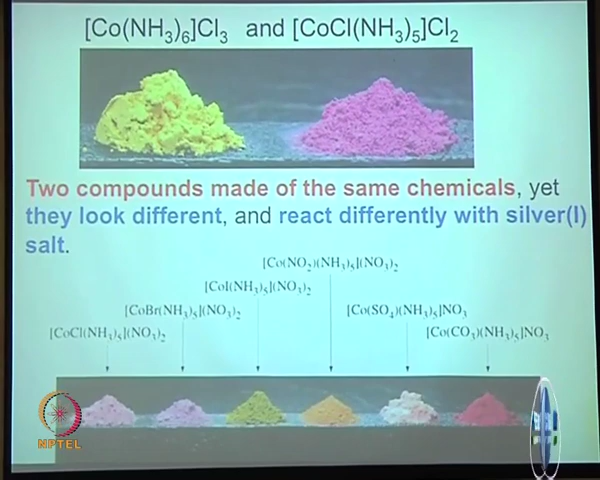 [Co(NH₃)₆]Cl₃ and [CoCl(NH₃)₅]Cl₂
Two compounds made of the same chemicals, yet
they look different, and react differently with silver(I)
salt.
[Co(NO₂)(NH₃)₅](NO₃)₂
[CoI(NH₃)₅](NO₃)₂
[CoBr(NH₃)₅](NO₃)₂
[Co(SO₄)(NH₃)₅]NO₃
[CoCl(NH₃)₅](NO₃)₂
[Co(CO₃)(NH₃)₅]NO₃
NPTEL